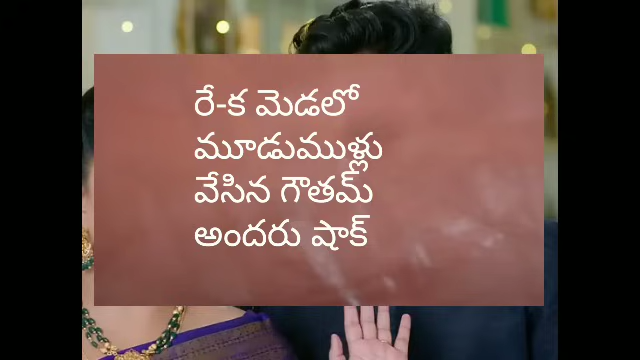 రే-క మెడలో
మూడుముళ్లు
వేసిన గౌతమ్
అందరు షాక్